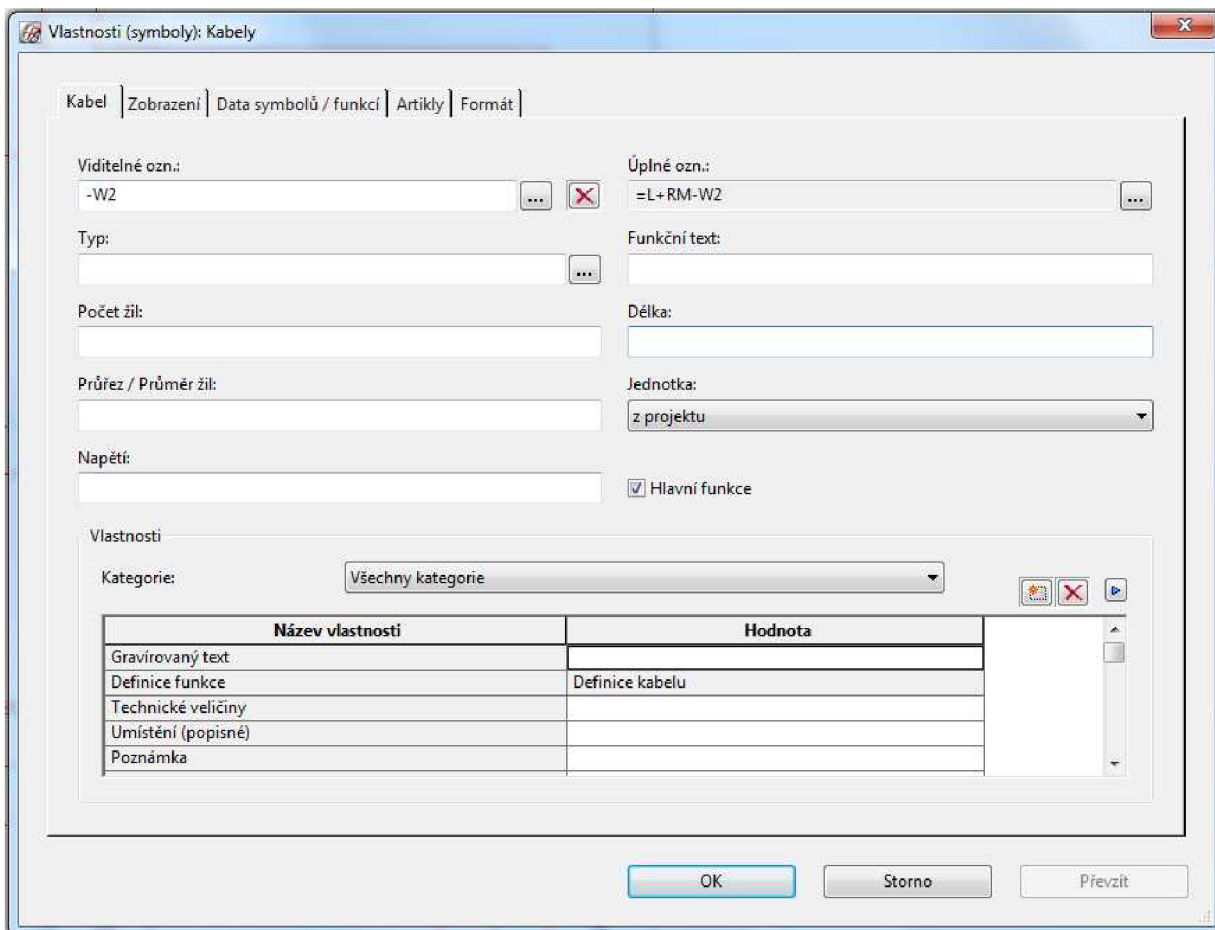 Vlastnosti (symboly): Kabely
Kabel Zobrazení Data symbolů / funkcí Artikly Formát
Viditelné ozn.: Úplné ozn.:
-W2 ... =L+RM-W2 ...
Typ: Funkční text:
...
Počet žil: Délka:
Průřez / Průměr žil: Jednotka:
z projektu
Napětí:
Hlavní funkce
Vlastnosti
Kategorie: Všechny kategorie
Název vlastnosti Hodnota
Gravírovaný text
Definice funkce Definice kabelu
Technické veličiny
Umístění (popisné)
Poznámka
OK Storno Převzít